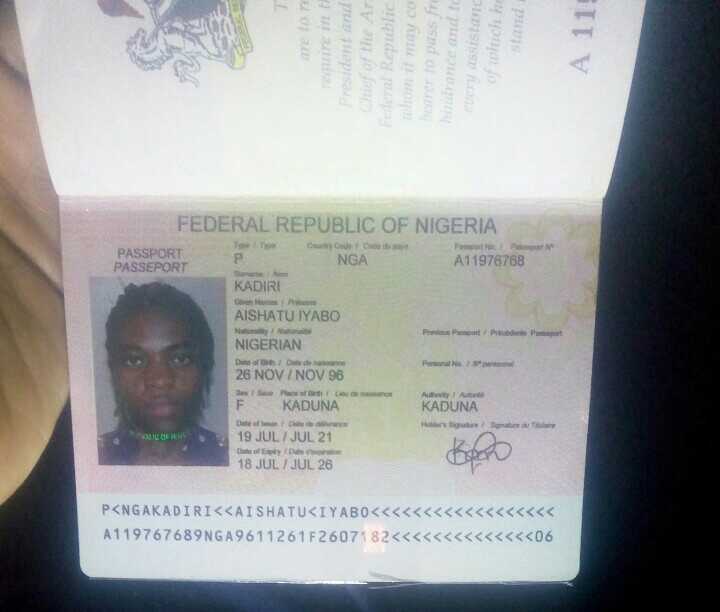 are to re
require in th
President and
Chief of the Ar
Federal Republic.
whom it may co
bearer to pass fre
hindrance and to
every assistanc
of which he
stand i
A 119
FEDERAL REPUBLIC OF NIGERIA
PASSPORT
PASSEPORT
Type / Type Country Code / Code du pays Passport No. / Passeport N°
P NGA A11976768
Surname / Nom
KADIRI
Given Names / Prénoms
AISHATU IYABO
Nationality / Nationalité Previous Passport / Précédents Passeport
NIGERIAN
Date of Birth / Date de naissance Personal No. / N° personnel
26 NOV / NOV 96
Sex / Sexe Place of Birth / Lieu de naissance Authority / Autorité
F KADUNA KADUNA
Date of Issue / Date de délivrance Holder's Signature / Signature du Titulaire
19 JUL / JUL 21
Date of Expiry / Date d'expiration
18 JUL / JUL 26
P<NGAKADIRI<<AISHATU<IYABO<<<<<<<<<<<<<<<<<<
A119767689NGA9611261F2607182<<<<<<<<<<<<<<06